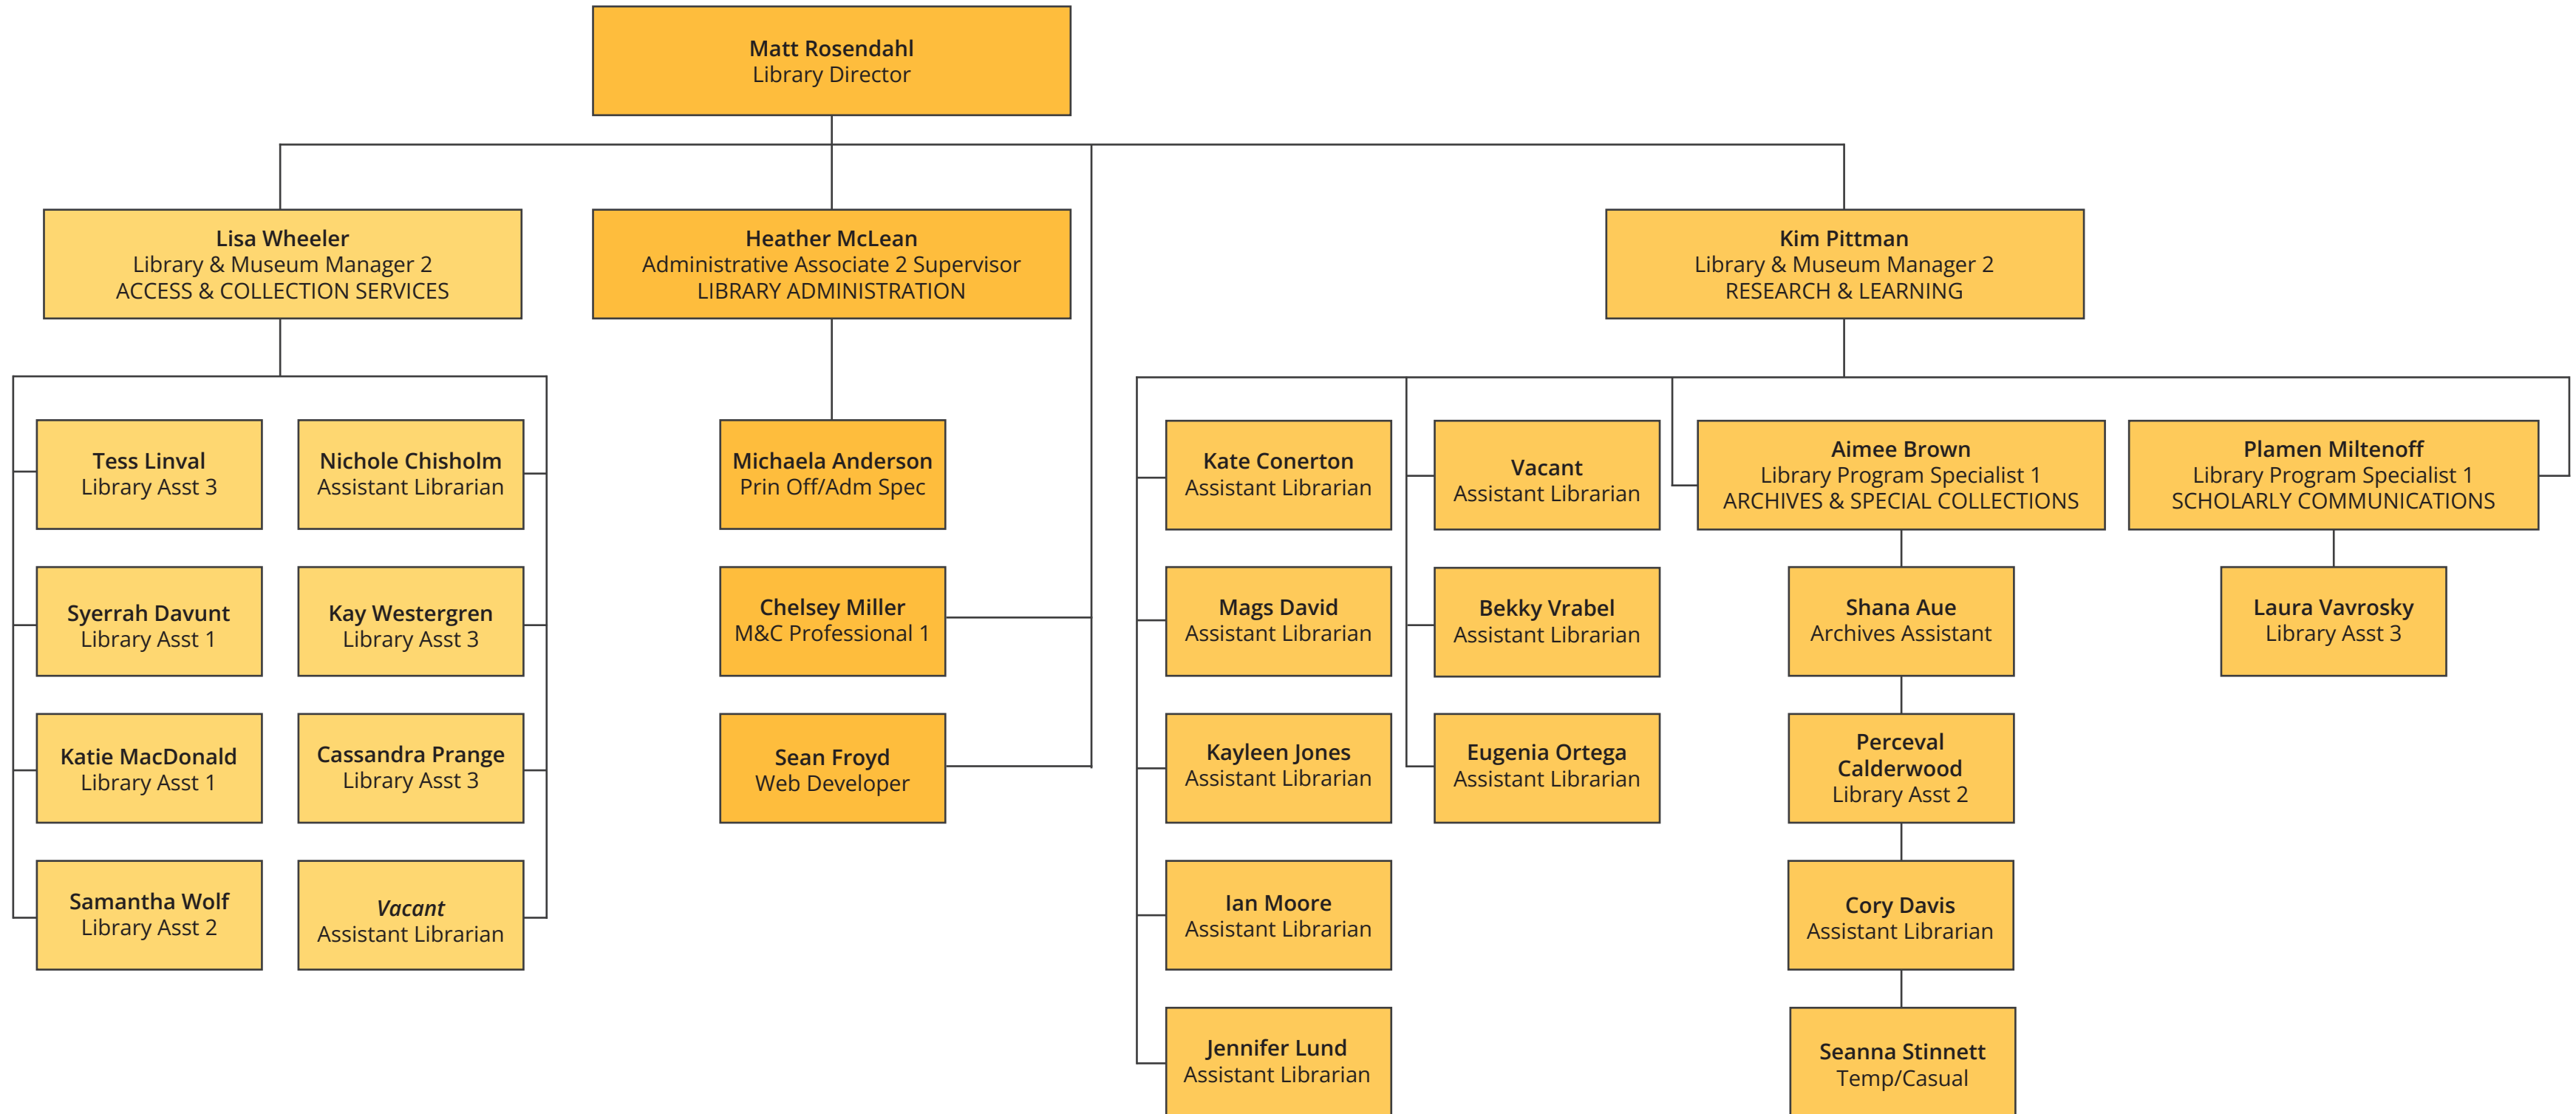 Matt Rosendahl
Library Director
Lisa Wheeler
Library & Museum Manager 2
ACCESS & COLLECTION SERVICES
Heather McLean
Administrative Associate 2 Supervisor
LIBRARY ADMINISTRATION
Kim Pittman
Library & Museum Manager 2
RESEARCH & LEARNING
Tess Linval
Library Asst 3
Nichole Chisholm
Assistant Librarian
Syerrah Davunt
Library Asst 1
Kay Westergren
Library Asst 3
Katie MacDonald
Library Asst 1
Cassandra Prange
Library Asst 3
Samantha Wolf
Library Asst 2
Vacant
Assistant Librarian
Michaela Anderson
Prin Off/Adm Spec
Chelsey Miller
M&C Professional 1
Sean Froyd
Web Developer
Kate Conerton
Assistant Librarian
Mags David
Assistant Librarian
Kayleen Jones
Assistant Librarian
Ian Moore
Assistant Librarian
Jennifer Lund
Assistant Librarian
Vacant
Assistant Librarian
Bekky Vrabel
Assistant Librarian
Eugenia Ortega
Assistant Librarian
Aimee Brown
Library Program Specialist 1
ARCHIVES & SPECIAL COLLECTIONS
Shana Aue
Archives Assistant
Perceval
Calderwood
Library Asst 2
Cory Davis
Assistant Librarian
Seanna Stinnett
Temp/Casual
Plamen Miltenoff
Library Program Specialist 1
SCHOLARLY COMMUNICATIONS
Laura Vavrosky
Library Asst 3